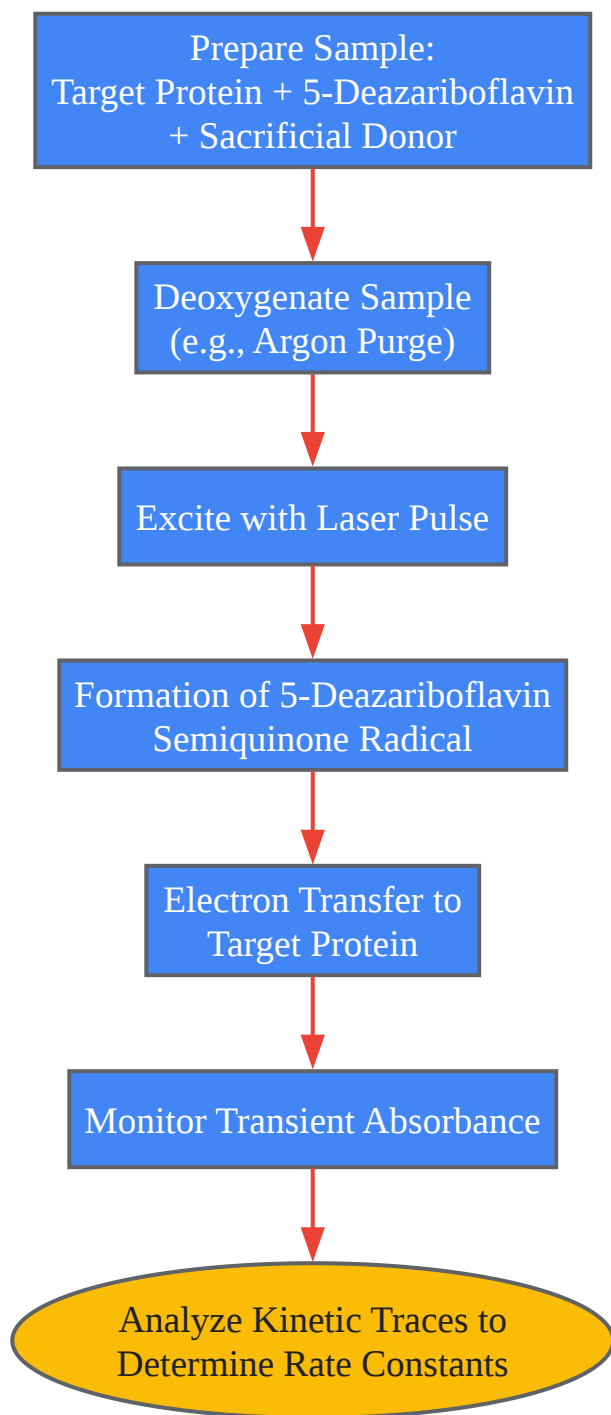 Prepare Sample:
Target Protein + 5-Deazariboflavin
+ Sacrificial Donor
Deoxygenate Sample
(e.g., Argon Purge)
Excite with Laser Pulse
Formation of 5-Deazariboflavin
Semiquinone Radical
Electron Transfer to
Target Protein
Monitor Transient Absorbance
Analyze Kinetic Traces to
Determine Rate Constants